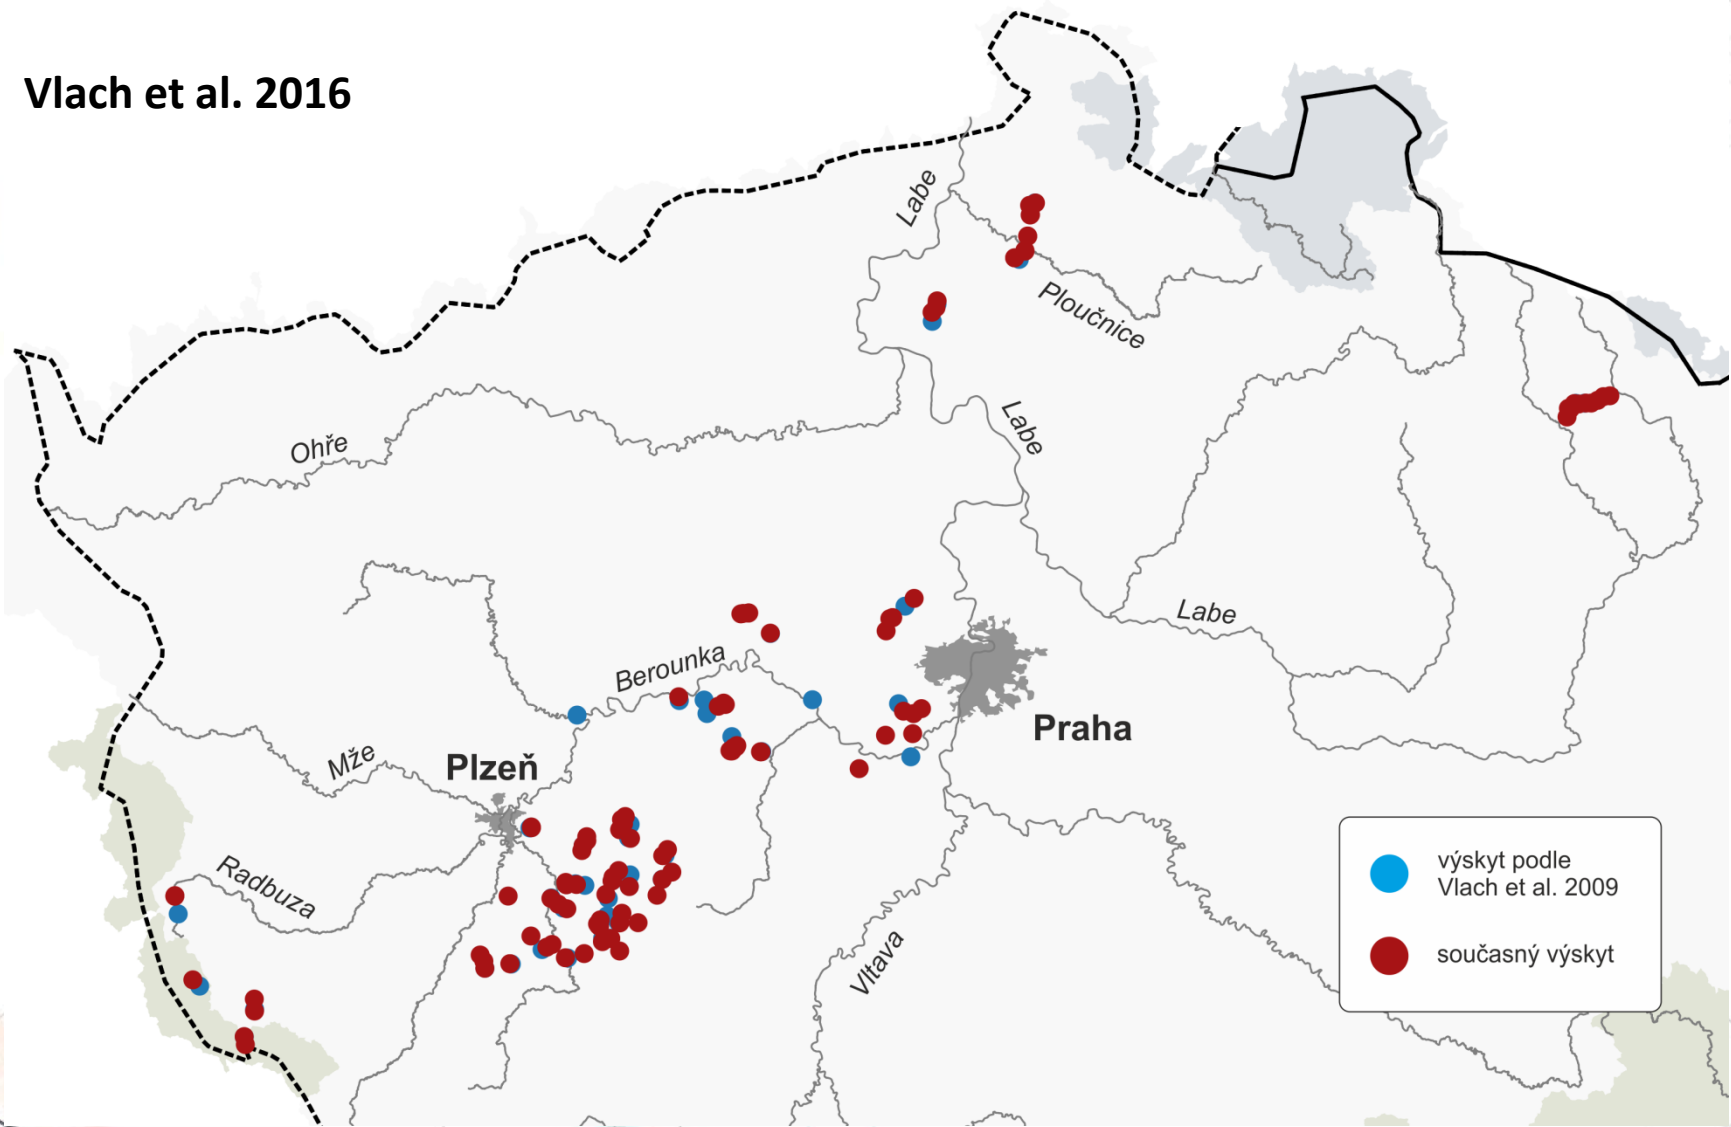 Vlach et al. 2016
Labe
Ploučnice
Labe
Ohře
Labe
Berounka
Praha
Mže
Plzeň
Radbuza
Vltava
výskyt podle
Vlach et al. 2009
současný výskyt